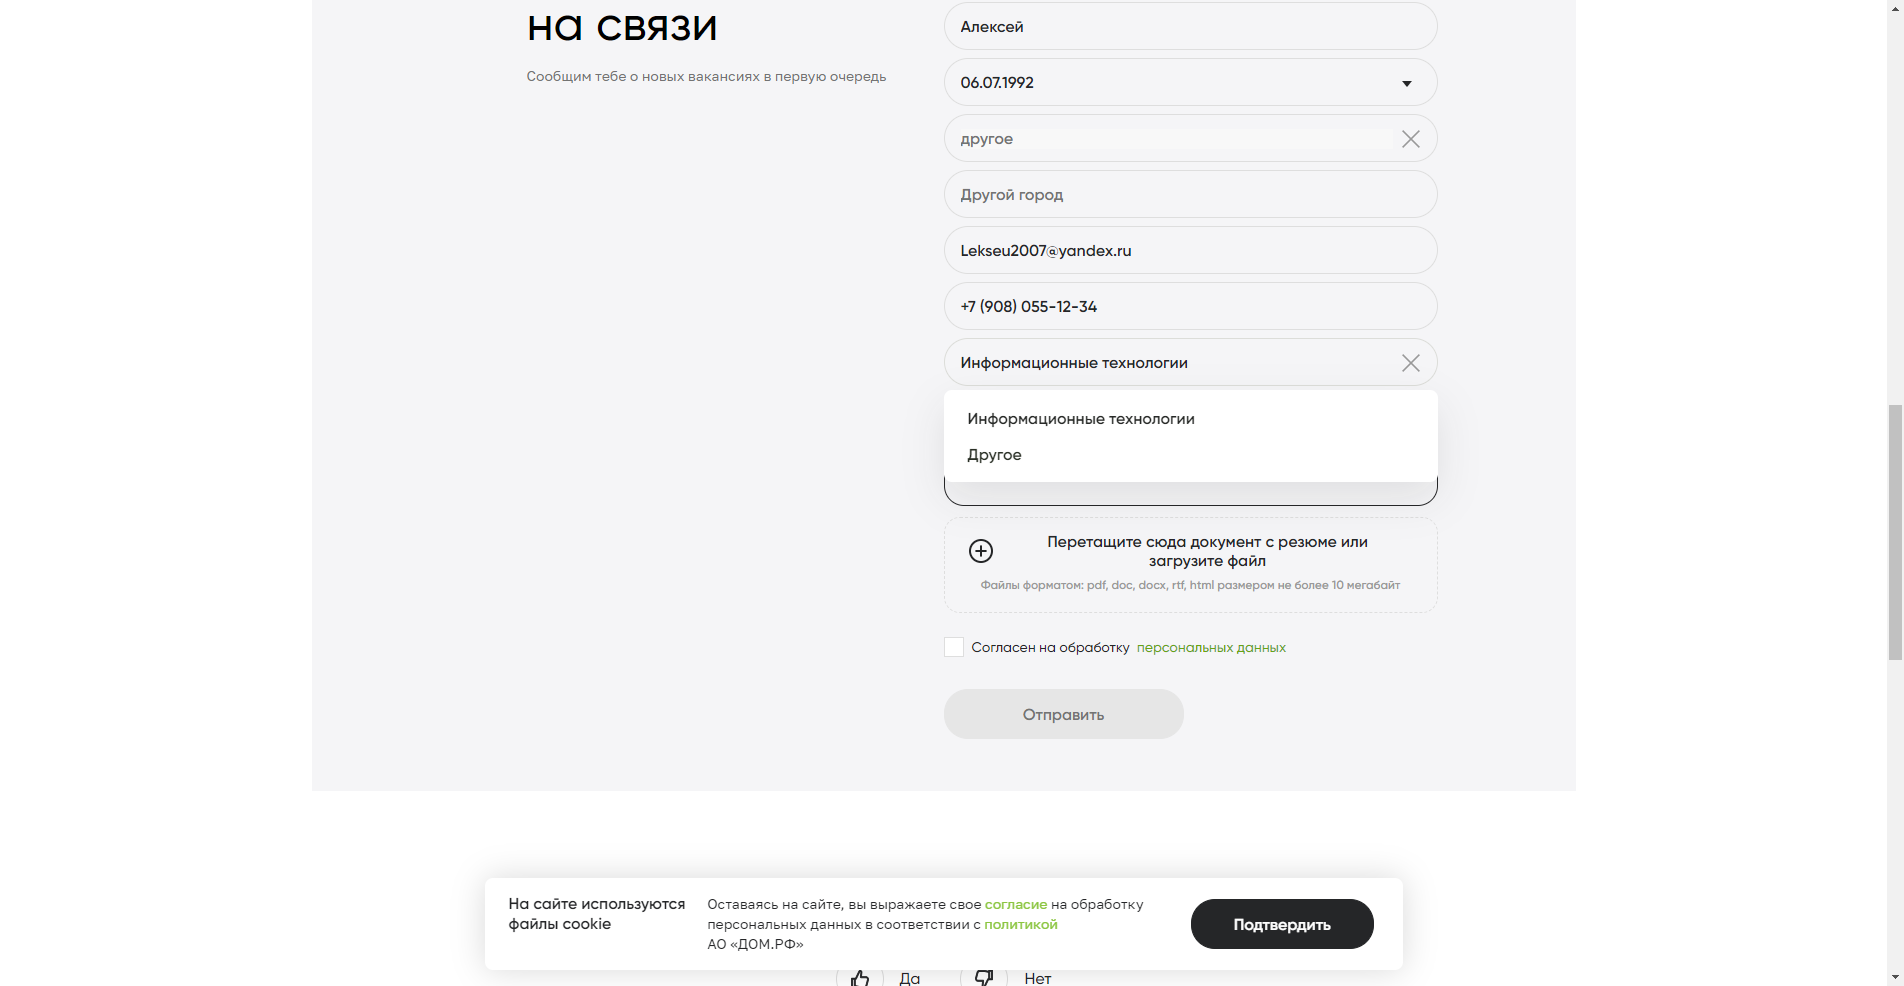 на связи
Сообщим тебе о новых вакансиях в первую очередь
Алексей
06.07.1992
другое
Другой город
Lekseu2007@yandex.ru
+7 (908) 055-12-34
Информационные технологии
Информационные технологии
Другое
Перетащите сюда документ с резюме или
загрузите файл
Файлы форматом: pdf, doc, docx, rtf, html размером не более 10 мегабайт
Согласен на обработку персональных данных
Отправить
На сайте используются
файлы cookie
Оставаясь на сайте, вы выражаете свое согласие на обработку
персональных данных в соответствии с политикой
АО «ДОМ.РФ»
Подтвердить
Да
Нет